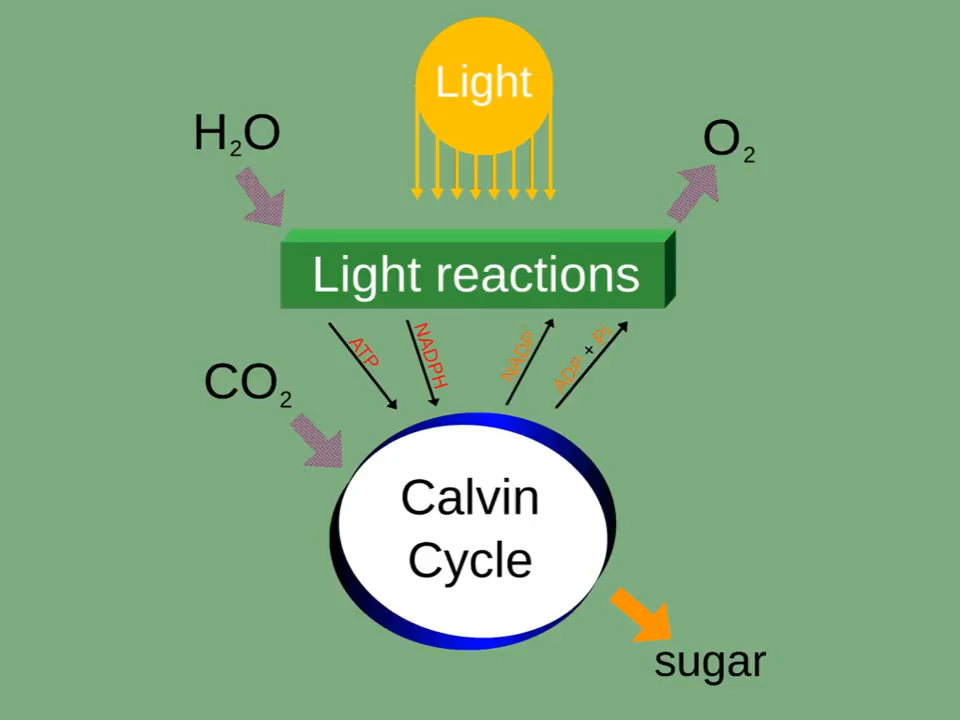 Light
H₂O
O₂
Light reactions
ATP
NADPH
NADP⁺
ADP + Pi
CO₂
Calvin
Cycle
sugar